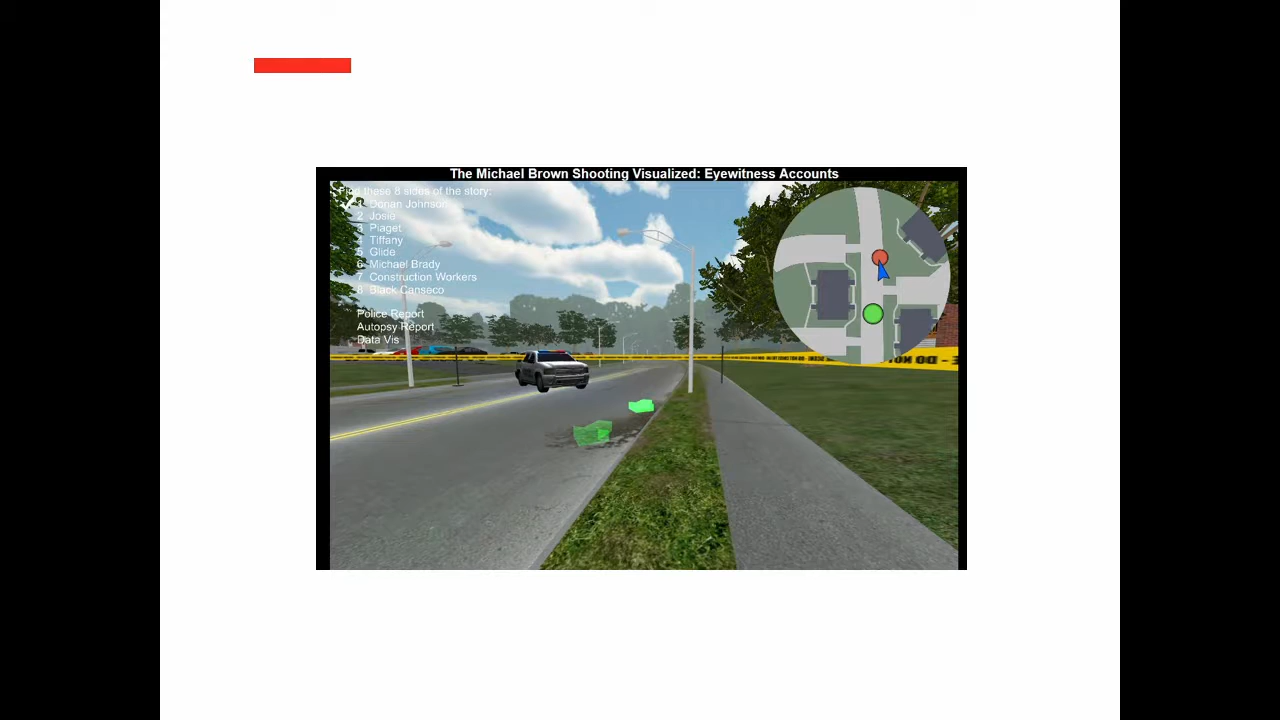 The Michael Brown Shooting Visualized: Eyewitness Accounts
Find these 8 sides of the story:
1 Dorian Johnson
2 Josie
3 Piaget
4 Tiffany
5 Glide
6 Michael Brady
7 Construction Workers
8 Black Canseco
Police Report
Autopsy Report
Data Vis
DO NO